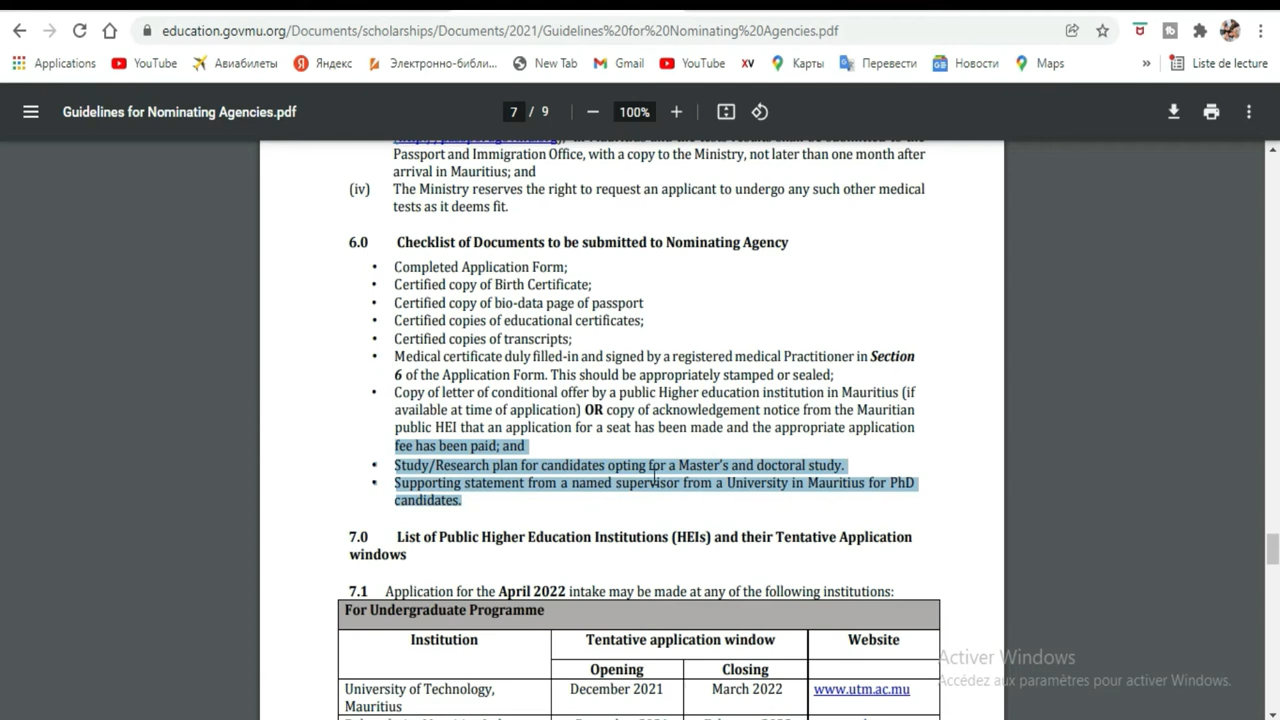 education.govmu.org/Documents/scholarships/Documents/2021/Guidelines%20for%20Nominating%20Agencies.pdf
Applications YouTube Авиабилеты Яндекс Электронно-библи... New Tab Gmail YouTube XV Карты Перевести Новости Maps » Liste de lecture
Guidelines for Nominating Agencies.pdf 7 / 9 100%
Passport and Immigration Office, with a copy to the Ministry, not later than one month after
arrival in Mauritius; and
(iv) The Ministry reserves the right to request an applicant to undergo any such other medical
tests as it deems fit.
6.0 Checklist of Documents to be submitted to Nominating Agency
• Completed Application Form;
• Certified copy of Birth Certificate;
• Certified copy of bio-data page of passport
• Certified copies of educational certificates;
• Certified copies of transcripts;
• Medical certificate duly filled-in and signed by a registered medical Practitioner in Section
6 of the Application Form. This should be appropriately stamped or sealed;
• Copy of letter of conditional offer by a public Higher education institution in Mauritius (if
available at time of application) OR copy of acknowledgement notice from the Mauritian
public HEI that an application for a seat has been made and the appropriate application
fee has been paid; and
• Study/Research plan for candidates opting for a Master's and doctoral study.
• Supporting statement from a named supervisor from a University in Mauritius for PhD
candidates.
7.0 List of Public Higher Education Institutions (HEIs) and their Tentative Application
windows
7.1 Application for the April 2022 intake may be made at any of the following institutions:
For Undergraduate Programme
Institution Tentative application window Website
Opening Closing
University of Technology, December 2021 March 2022 www.utm.ac.mu
Mauritius
Activer Windows
Accédez aux paramètres pour activer Windows.